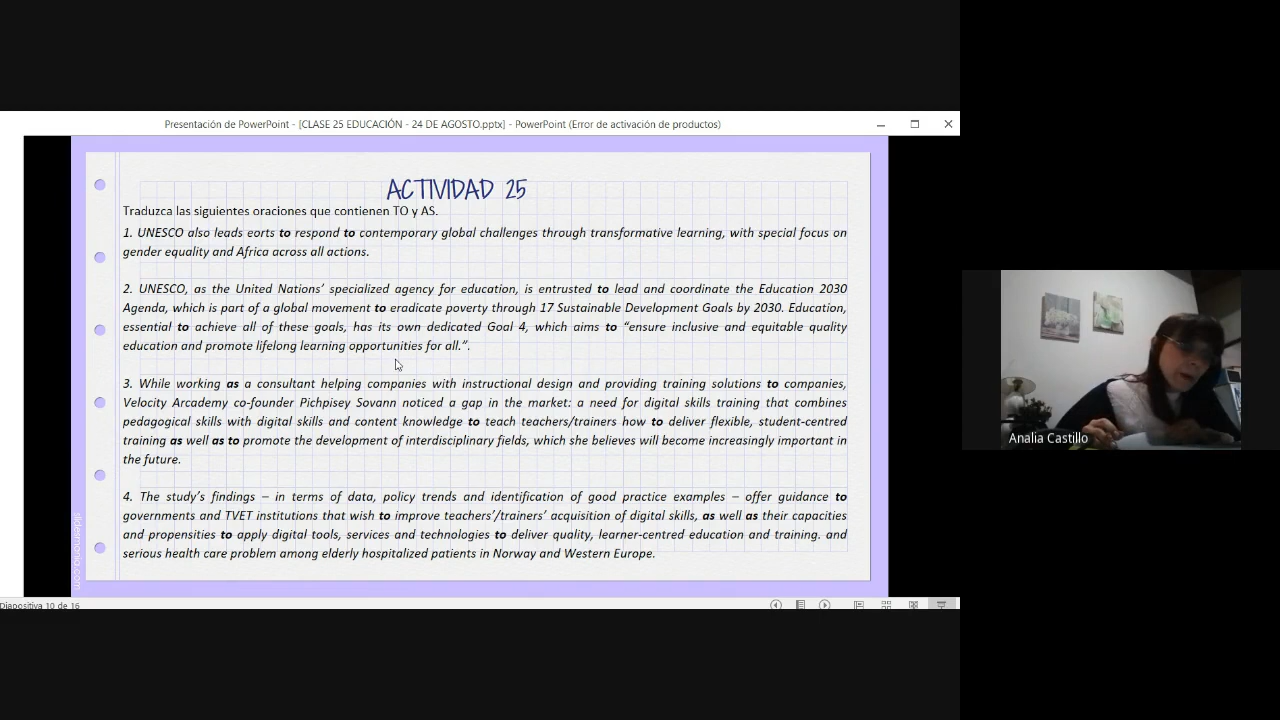 Presentación de PowerPoint - [CLASE 25 EDUCACIÓN - 24 DE AGOSTO.pptx] - PowerPoint (Error de activación de productos)
ACTIVIDAD 25
Traduzca las siguientes oraciones que contienen TO y AS.
1. UNESCO also leads eorts to respond to contemporary global challenges through transformative learning, with special focus on
gender equality and Africa across all actions.
2. UNESCO, as the United Nations’ specialized agency for education, is entrusted to lead and coordinate the Education 2030
Agenda, which is part of a global movement to eradicate poverty through 17 Sustainable Development Goals by 2030. Education,
essential to achieve all of these goals, has its own dedicated Goal 4, which aims to “ensure inclusive and equitable quality
education and promote lifelong learning opportunities for all.”.
3. While working as a consultant helping companies with instructional design and providing training solutions to companies,
Velocity Arcademy co-founder Pichpisey Sovann noticed a gap in the market: a need for digital skills training that combines
pedagogical skills with digital skills and content knowledge to teach teachers/trainers how to deliver flexible, student-centred
training as well as to promote the development of interdisciplinary fields, which she believes will become increasingly important in
the future.
4. The study’s findings – in terms of data, policy trends and identification of good practice examples – offer guidance to
governments and TVET institutions that wish to improve teachers’/trainers’ acquisition of digital skills, as well as their capacities
and propensities to apply digital tools, services and technologies to deliver quality, learner-centred education and training. and
serious health care problem among elderly hospitalized patients in Norway and Western Europe.
slidesmania.com
Diapositiva 10 de 16
Analia Castillo